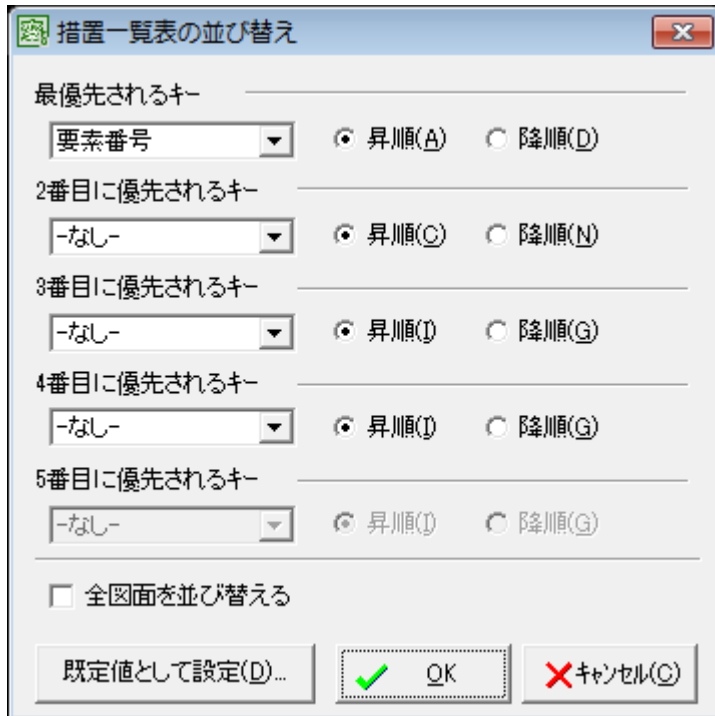 措置一覧表の並び替え
最優先されるキー
要素番号 昇順(A) 降順(D)
2番目に優先されるキー
-なし- 昇順(C) 降順(N)
3番目に優先されるキー
-なし- 昇順(I) 降順(G)
4番目に優先されるキー
-なし- 昇順(I) 降順(G)
5番目に優先されるキー
-なし- 昇順(I) 降順(G)
全図面を並び替える
既定値として設定(D)... OK キャンセル(C)